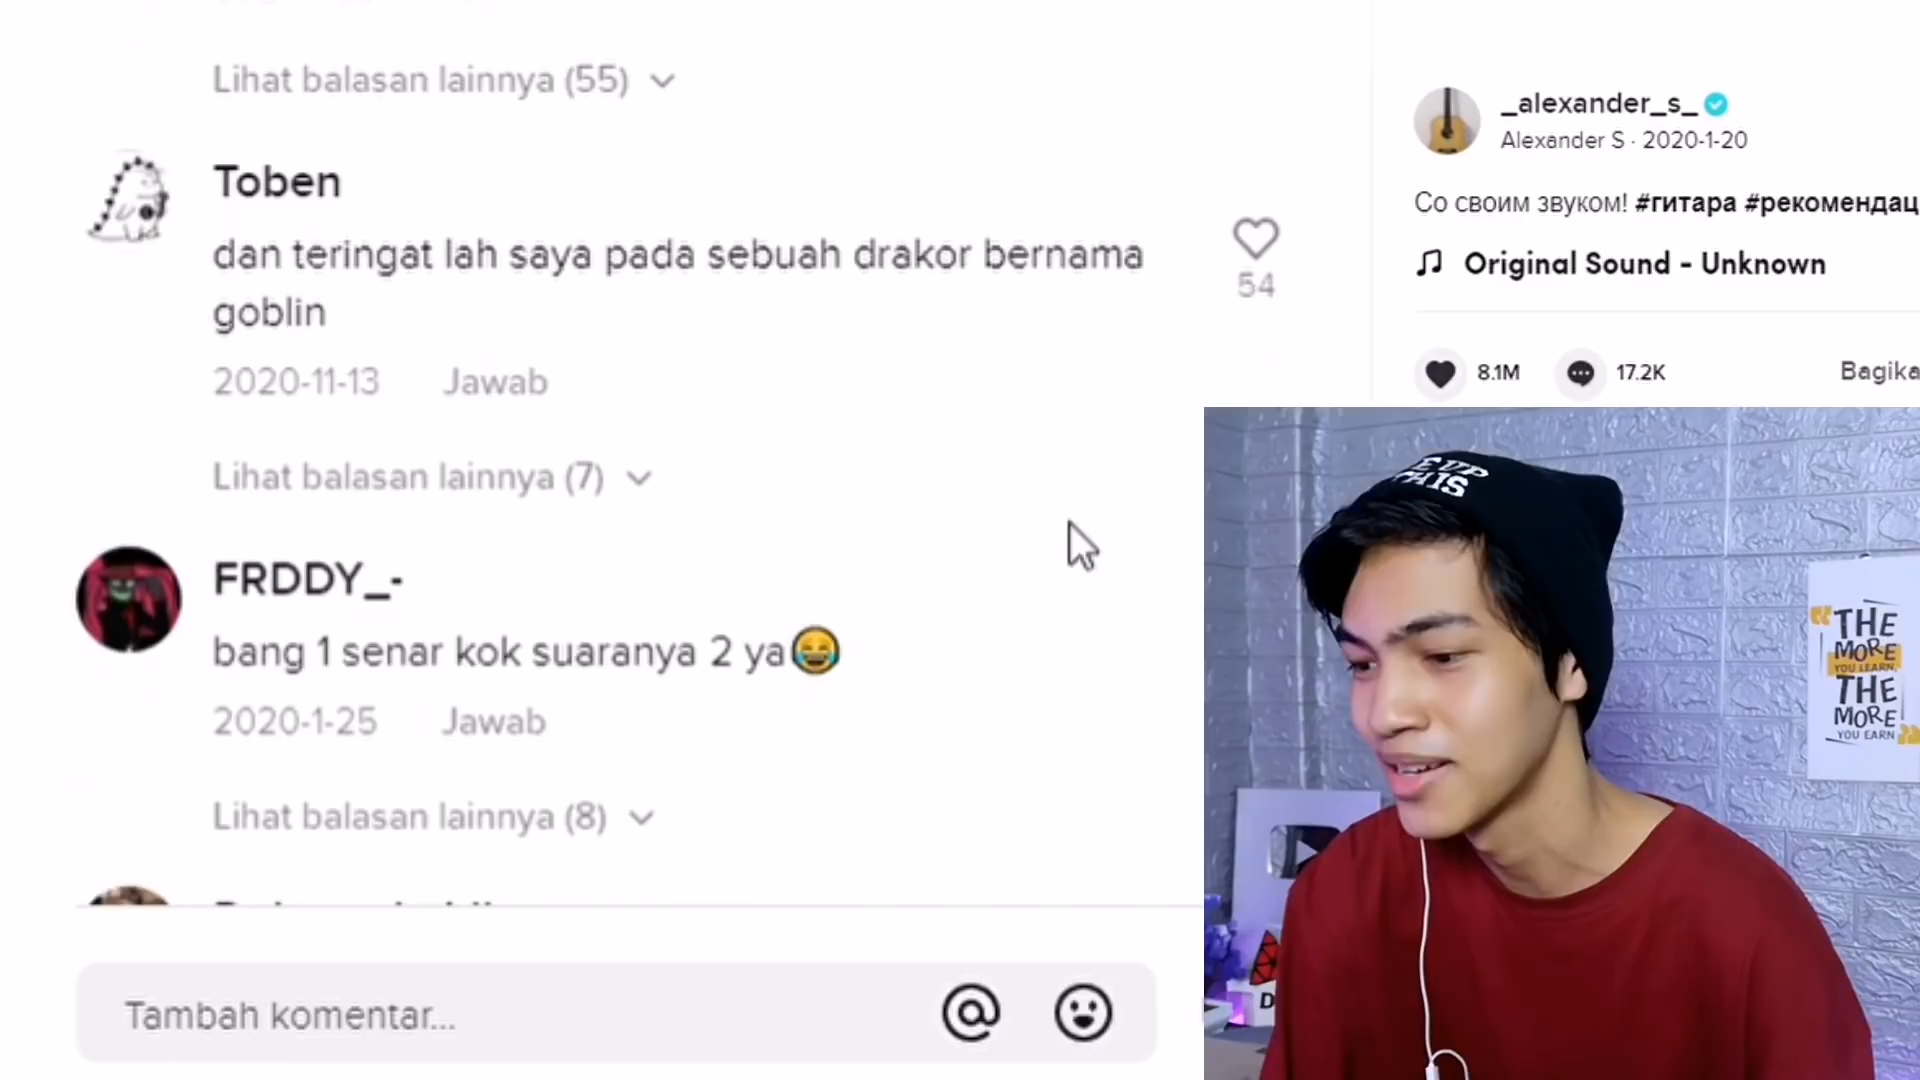 Lihat balasan lainnya (55)
Toben
dan teringat lah saya pada sebuah drakor bernama
goblin
54
2020-11-13 Jawab
Lihat balasan lainnya (7)
FRDDY_-
bang 1 senar kok suaranya 2 ya😂
2020-1-25 Jawab
Lihat balasan lainnya (8)
Tambah komentar...
_alexander_s_
Alexander S · 2020-1-20
Со своим звуком! #гитара #рекомендац
Original Sound - Unknown
8.1M 17.2K Bagika
E UP
THIS
THE
MORE
YOU LEARN,
THE
MORE
YOU EARN
D